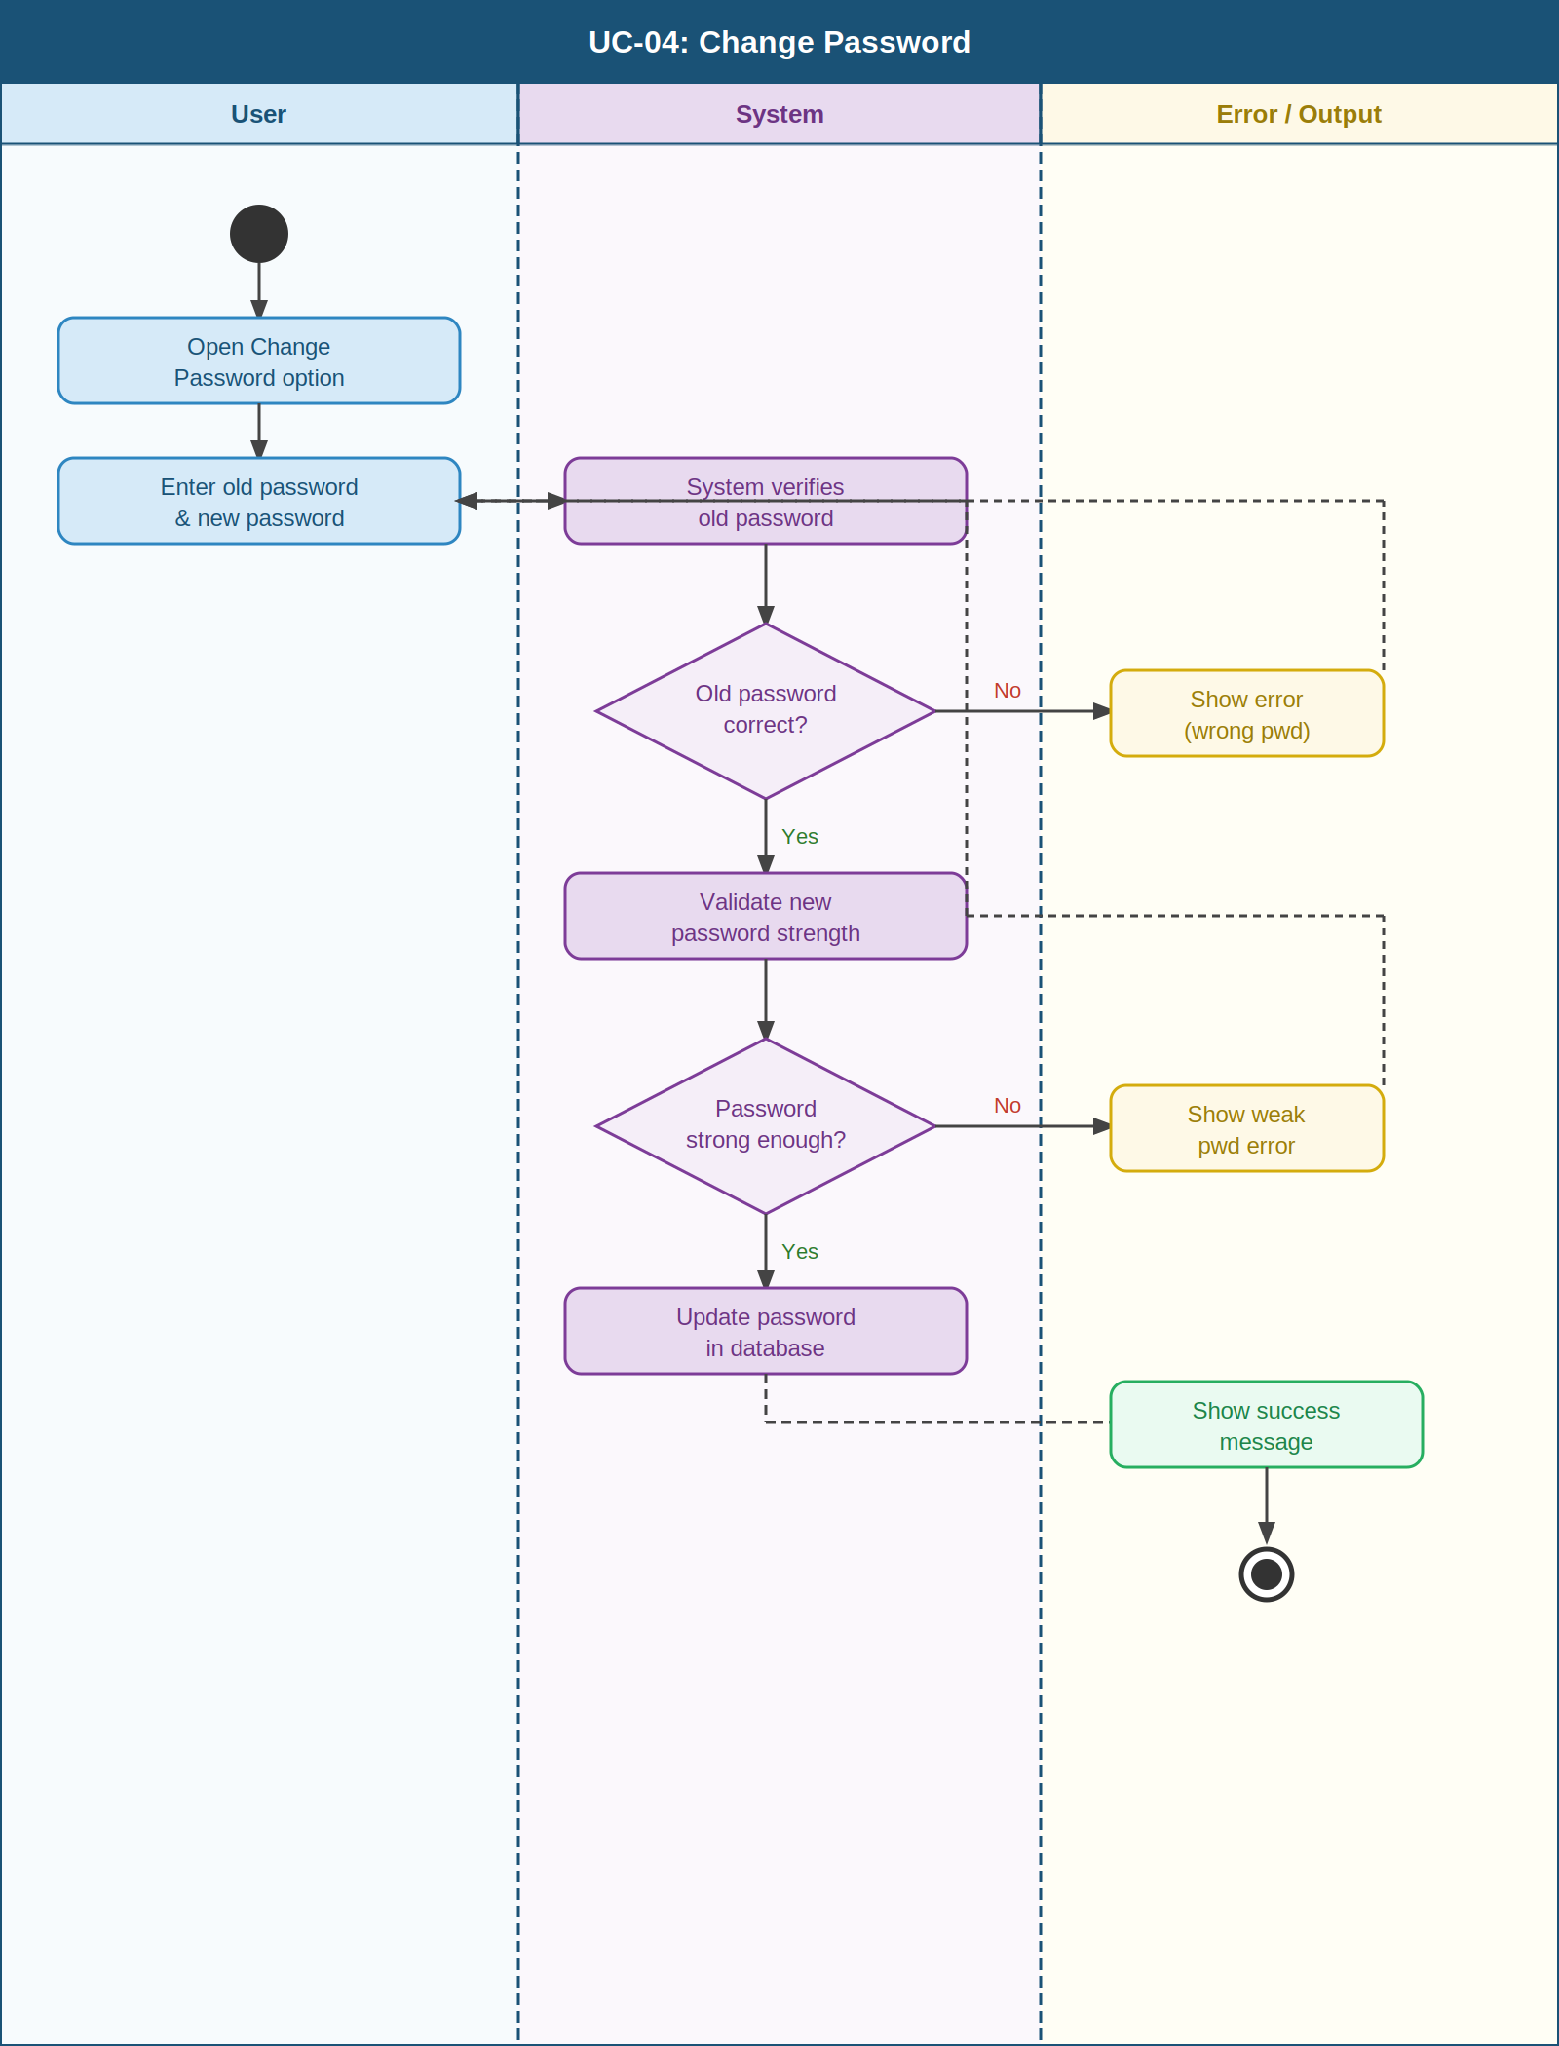 UC-04: Change Password
User
System
Error / Output
Open Change
Password option
Enter old password
& new password
System verifies
old password
Old password
correct?
No
Show error
(wrong pwd)
Yes
Validate new
password strength
Password
strong enough?
No
Show weak
pwd error
Yes
Update password
in database
Show success
message